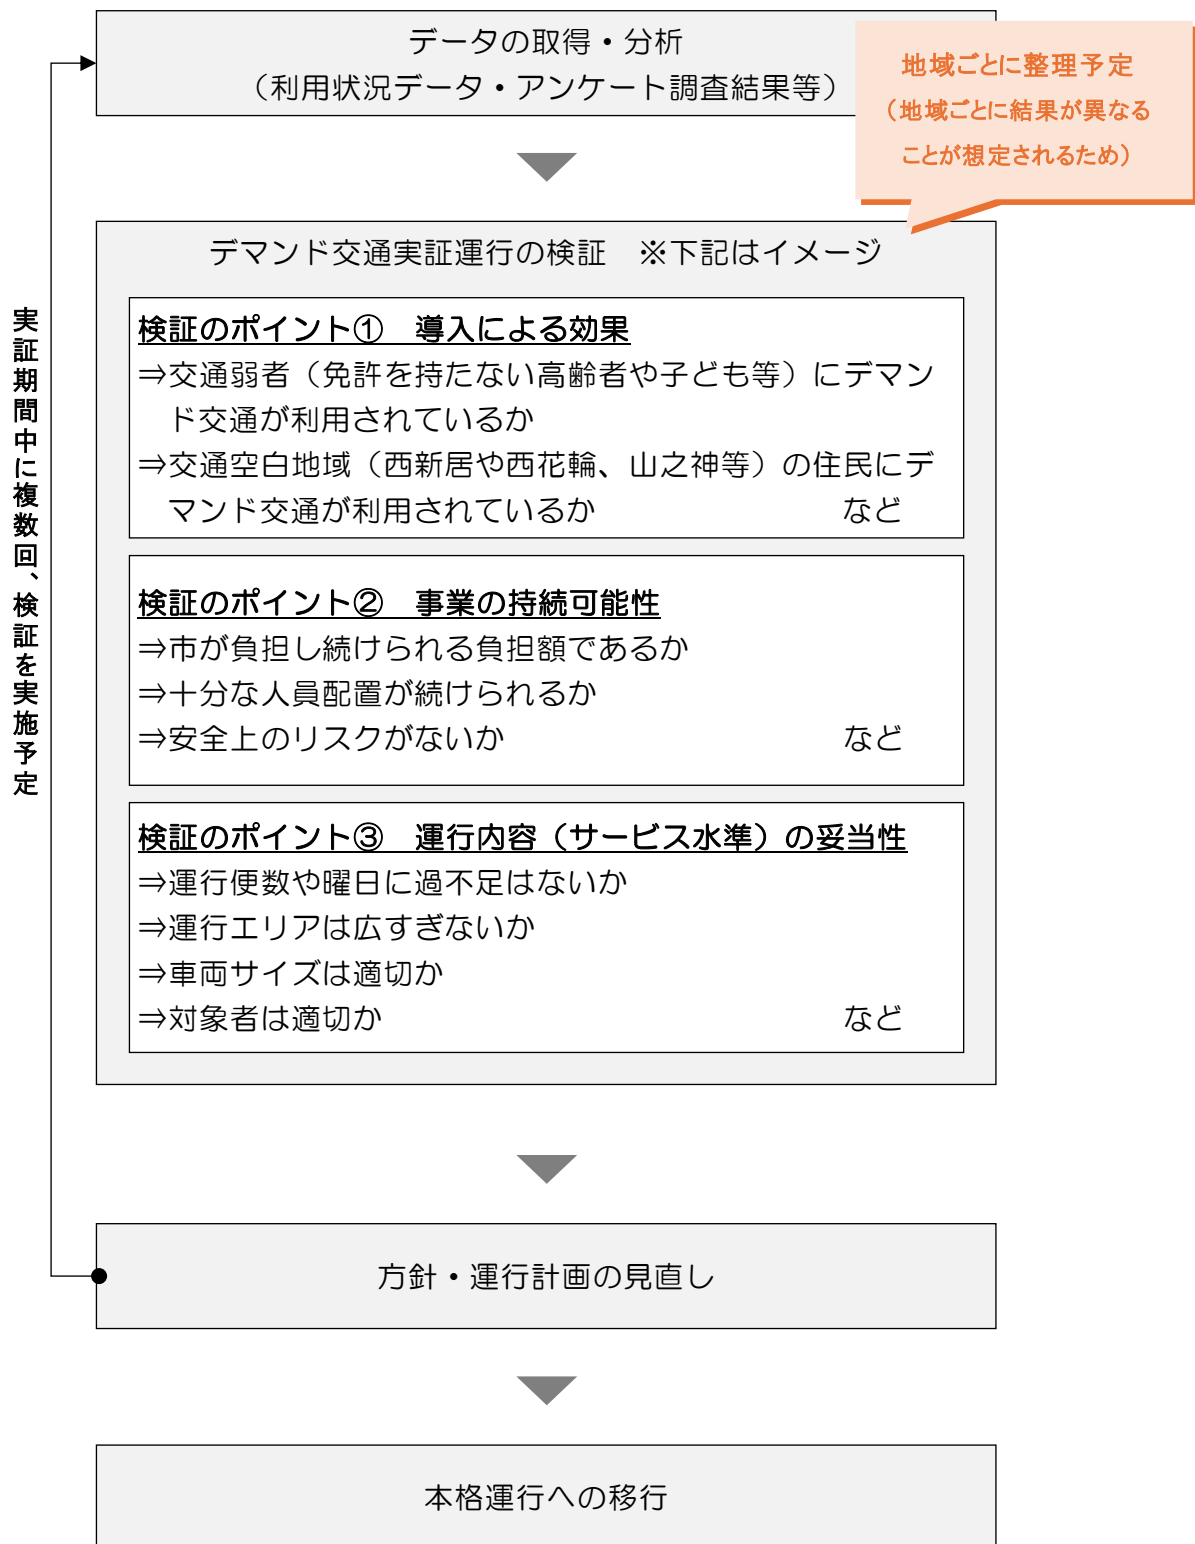 データの取得・分析
（利用状況データ・アンケート調査結果等）
地域ごとに整理予定
（地域ごとに結果が異なる
ことが想定されるため）
デマンド交通実証運行の検証　※下記はイメージ
検証のポイント①　導入による効果
⇒交通弱者（免許を持たない高齢者や子ども等）にデマン
ド交通が利用されているか
⇒交通空白地域（西新居や西花輪、山之神等）の住民にデ
マンド交通が利用されているか　など
検証のポイント②　事業の持続可能性
⇒市が負担し続けられる負担額であるか
⇒十分な人員配置が続けられるか
⇒安全上のリスクがないか　など
検証のポイント③　運行内容（サービス水準）の妥当性
⇒運行便数や曜日に過不足はないか
⇒運行エリアは広すぎないか
⇒車両サイズは適切か
⇒対象者は適切か　など
実証期間中に複数回、検証を実施予定
方針・運行計画の見直し
本格運行への移行